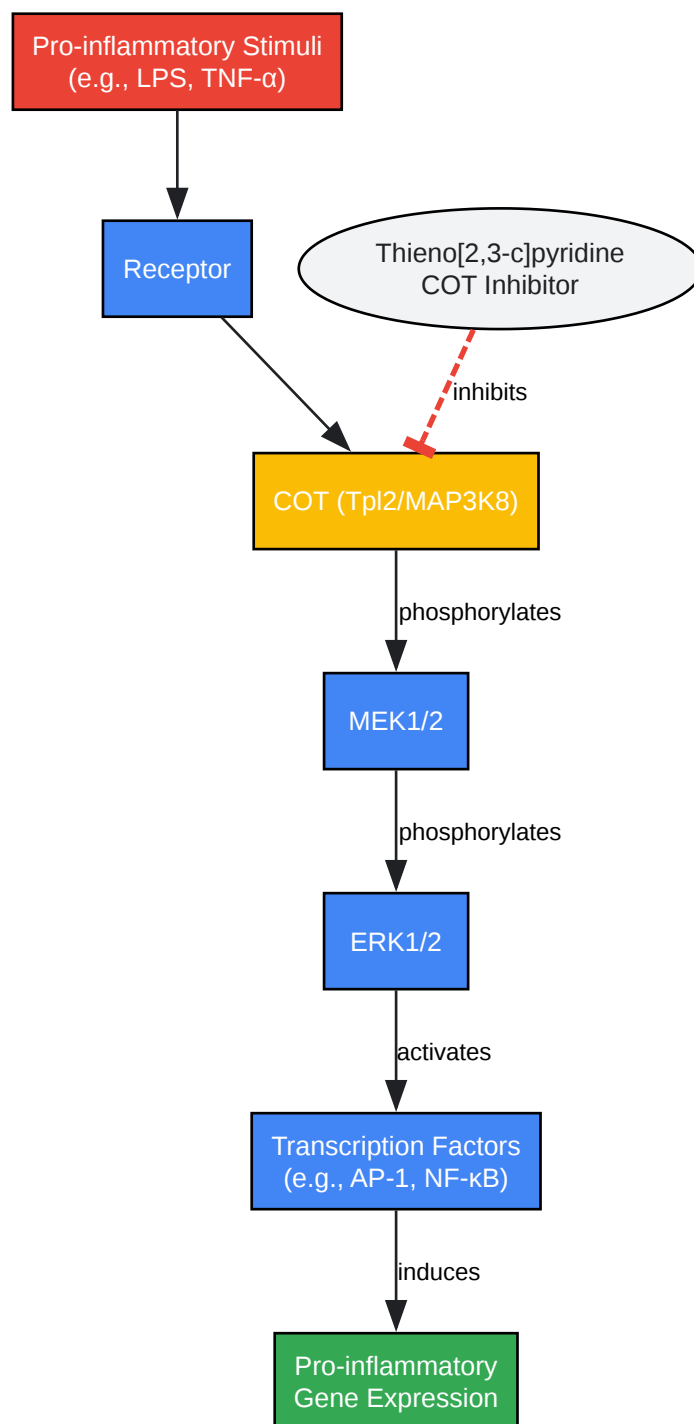 Pro-inflammatory Stimuli
(e.g., LPS, TNF-α)
Receptor
Thieno[2,3-c]pyridine
COT Inhibitor
inhibits
COT (Tpl2/MAP3K8)
phosphorylates
MEK1/2
phosphorylates
ERK1/2
activates
Transcription Factors
(e.g., AP-1, NF-κB)
induces
Pro-inflammatory
Gene Expression